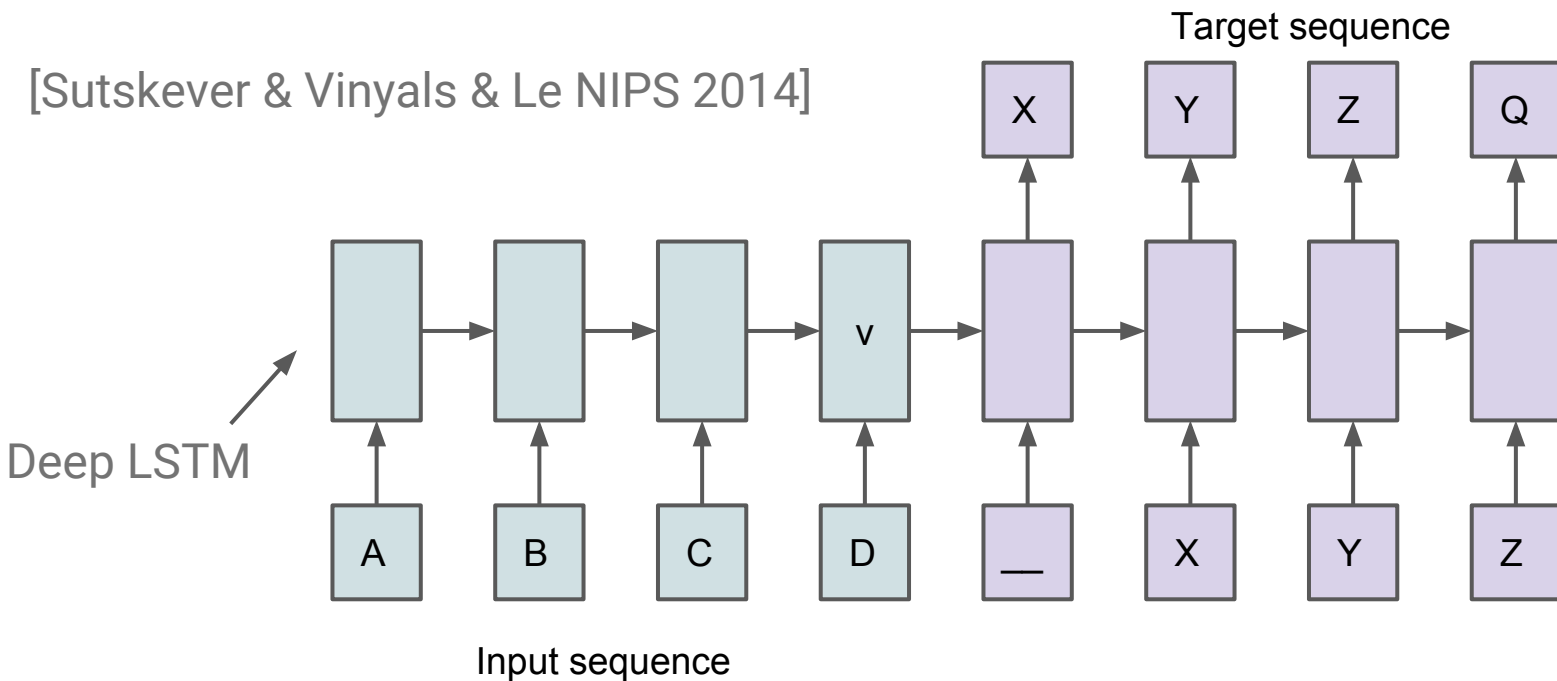 Target sequence
[Sutskever & Vinyals & Le NIPS 2014]
X Y Z Q
v
Deep LSTM
A B C D __ X Y Z
Input sequence